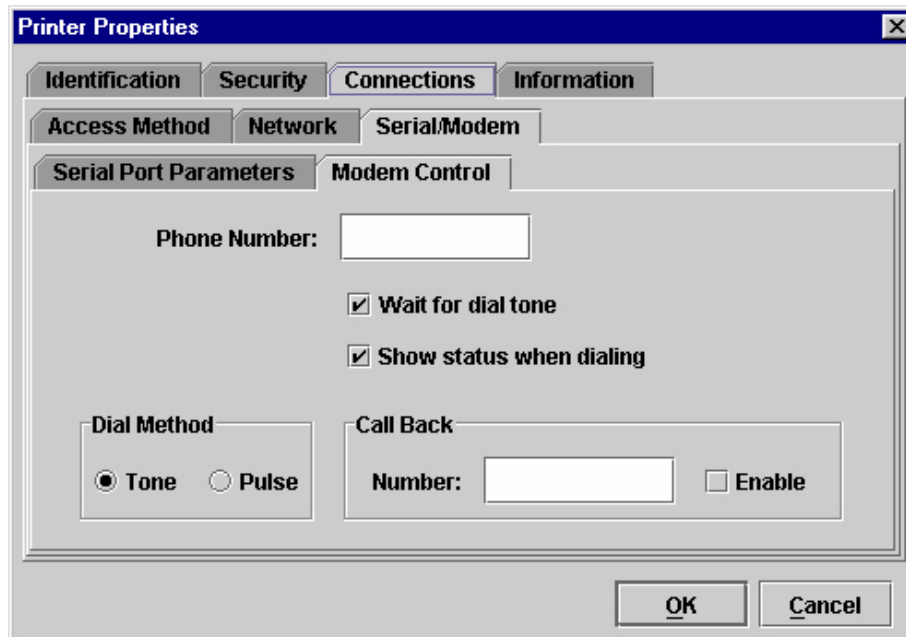 Printer Properties
Identification Security Connections Information
Access Method Network Serial/Modem
Serial Port Parameters Modem Control
Phone Number:
Wait for dial tone
Show status when dialing
Dial Method Call Back
Tone Pulse Number: Enable
OK Cancel